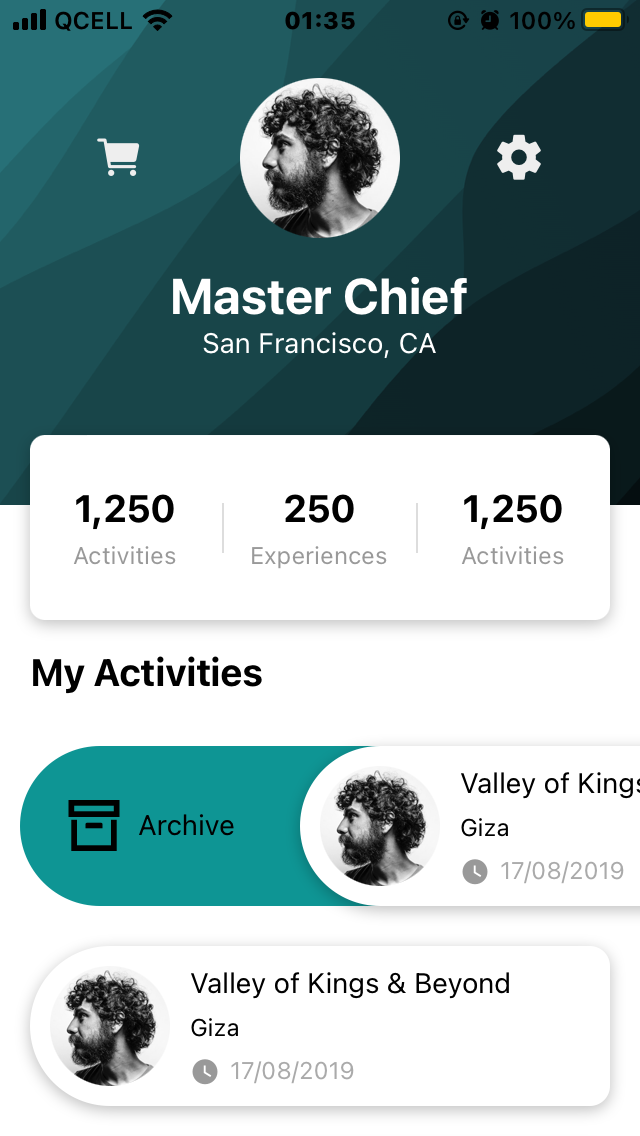 QCELL 01:35 100%
Master Chief
San Francisco, CA
1,250 250 1,250
Activities Experiences Activities
My Activities
Archive
Valley of Kings
Giza
17/08/2019
Valley of Kings & Beyond
Giza
17/08/2019